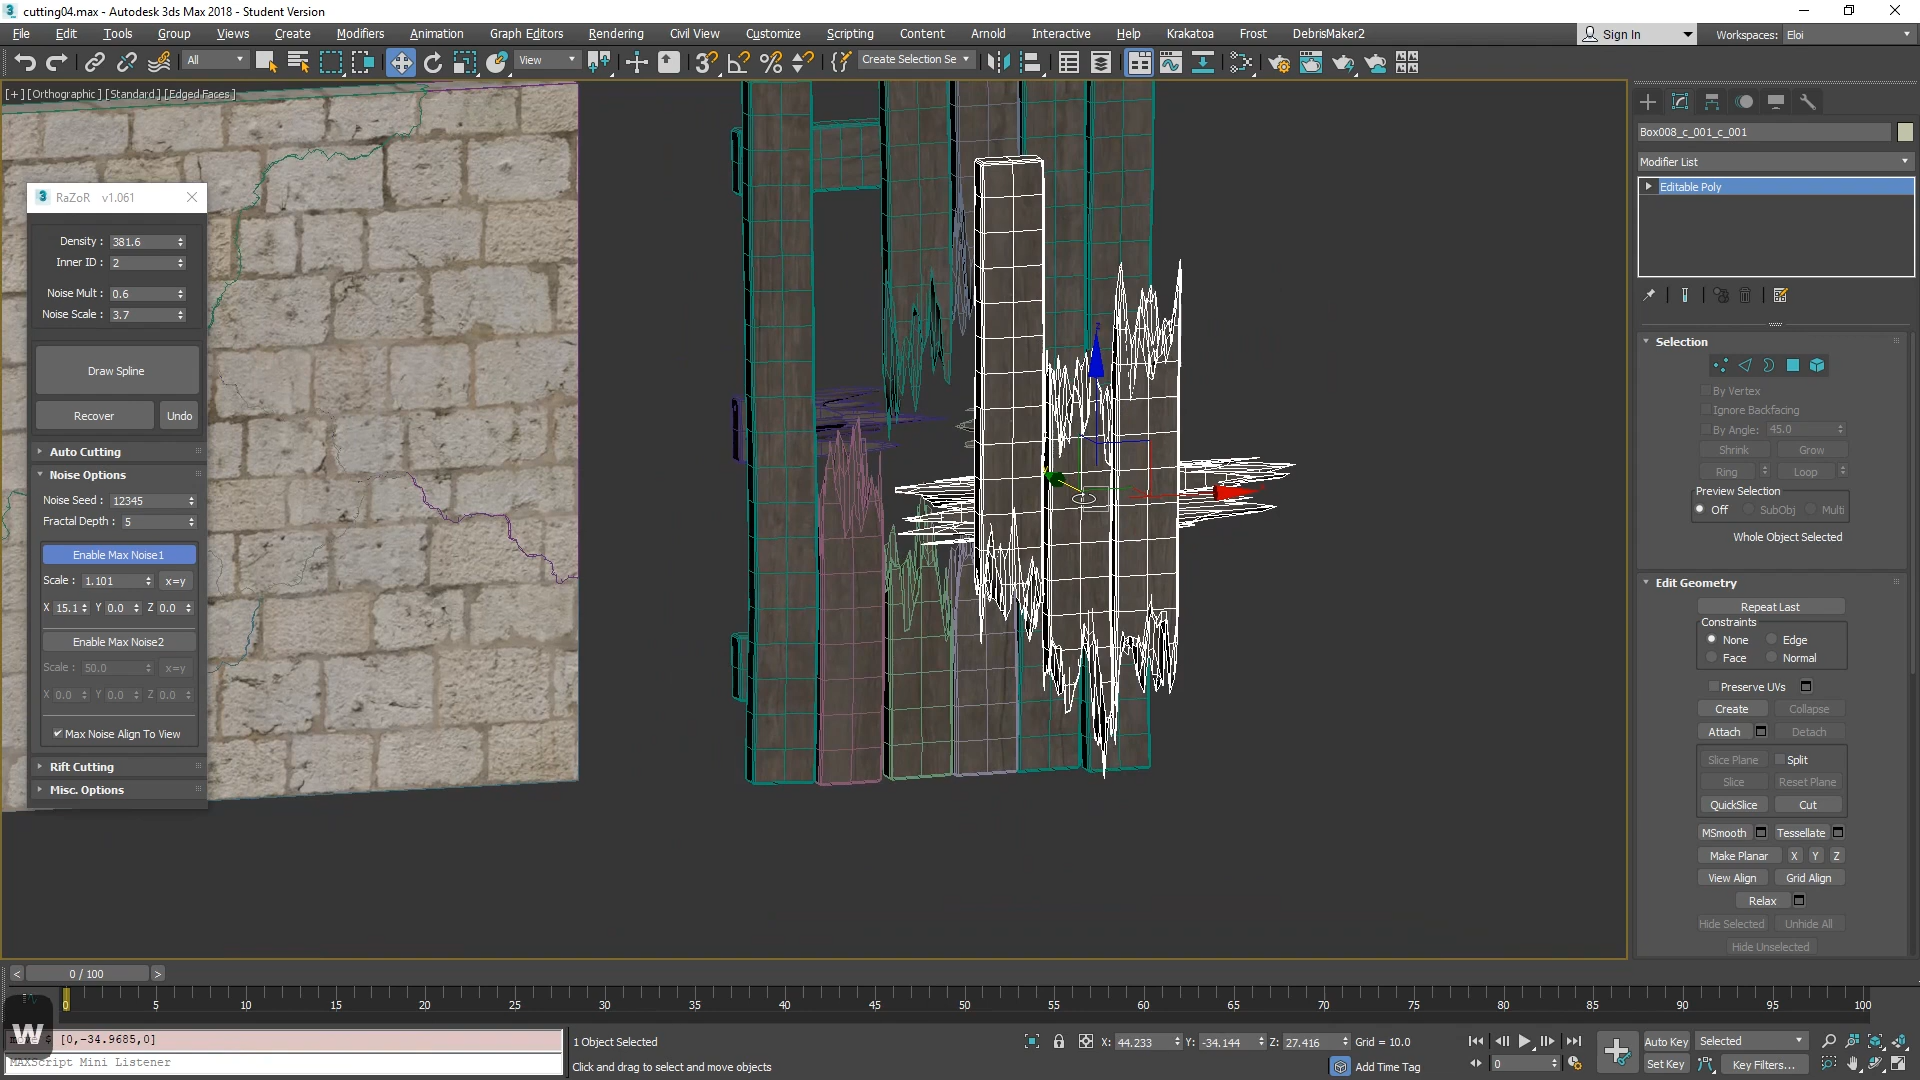 cutting04.max - Autodesk 3ds Max 2018 - Student Version
File Edit Tools Group Views Create Modifiers Animation Graph Editors Rendering Civil View Customize Scripting Content Arnold Interactive Help Krakatoa Frost DebrisMaker2
Sign In
Workspaces: Eloi
All
View
Create Selection Se
[+] [Orthographic] [Standard] [Edged Faces]
RaZoR v1.061
Density : 381.6
Inner ID : 2
Noise Mult : 0.6
Noise Scale : 3.7
Draw Spline
Recover Undo
Auto Cutting
Noise Options
Noise Seed : 12345
Fractal Depth : 5
Enable Max Noise1
Scale : 1.101 x=y
X 15.1 Y 0.0 Z 0.0
Enable Max Noise2
Scale : 50.0 x=y
X 0.0 Y 0.0 Z 0.0
Max Noise Align To View
Rift Cutting
Misc. Options
Box008_c_001_c_001
Modifier List
Editable Poly
Selection
By Vertex
Ignore Backfacing
By Angle: 45.0
Shrink Grow
Ring Loop
Preview Selection
Off SubObj Multi
Whole Object Selected
Edit Geometry
Repeat Last
Constraints
None Edge
Face Normal
Preserve UVs
Create Collapse
Attach Detach
Slice Plane Split
Slice Reset Plane
QuickSlice Cut
MSmooth Tessellate
Make Planar X Y Z
View Align Grid Align
Relax
Hide Selected Unhide All
Hide Unselected
< 0 / 100 >
0 5 10 15 20 25 30 35 40 45 50 55 60 65 70 75 80 85 90 95 100
w
[0,-34.9685,0]
MAXScript Mini Listener
1 Object Selected
Click and drag to select and move objects
X: 44.233 Y: -34.144 Z: 27.416 Grid = 10.0
Add Time Tag
0
Auto Key Selected
Set Key Key Filters...